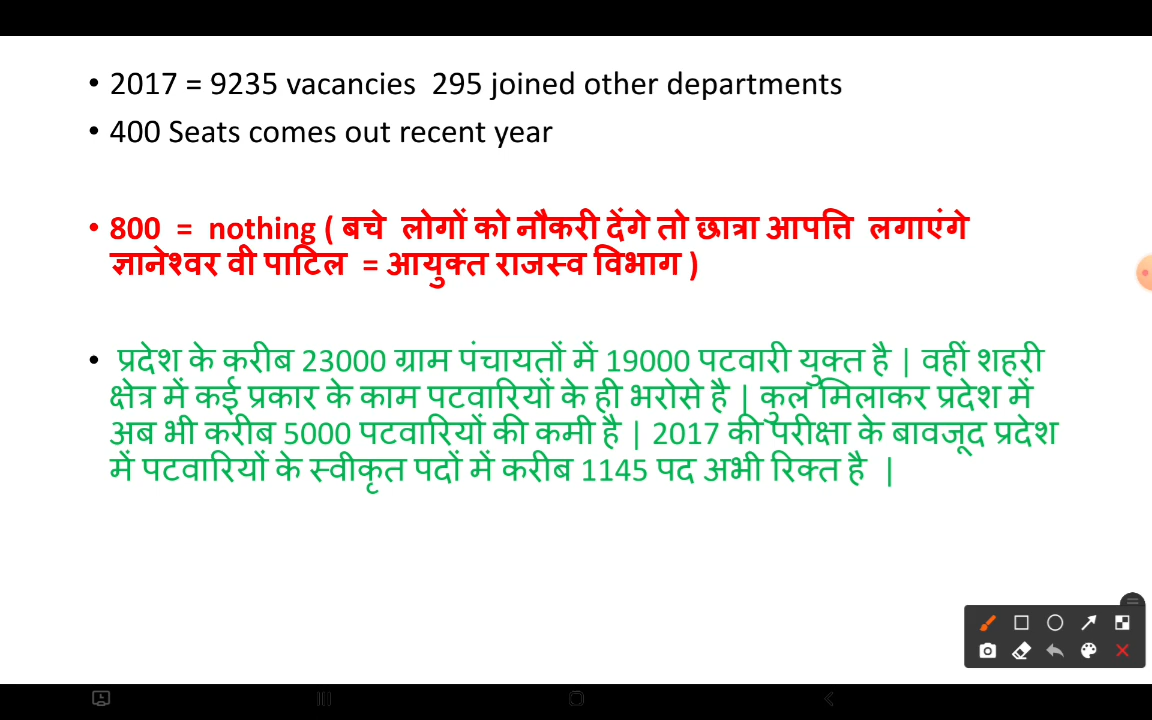 • 2017 = 9235 vacancies 295 joined other departments
• 400 Seats comes out recent year
• 800 = nothing ( बचे लोगों को नौकरी देंगे तो छात्रा आपत्ति लगाएंगे
ज्ञानेश्वर वी पाटिल = आयुक्त राजस्व विभाग )
• प्रदेश के करीब 23000 ग्राम पंचायतों में 19000 पटवारी युक्त है | वहीं शहरी
क्षेत्र में कई प्रकार के काम पटवारियों के ही भरोसे है | कुल मिलाकर प्रदेश में
अब भी करीब 5000 पटवारियों की कमी है | 2017 की परीक्षा के बावजूद प्रदेश
में पटवारियों के स्वीकृत पदों में करीब 1145 पद अभी रिक्त है |